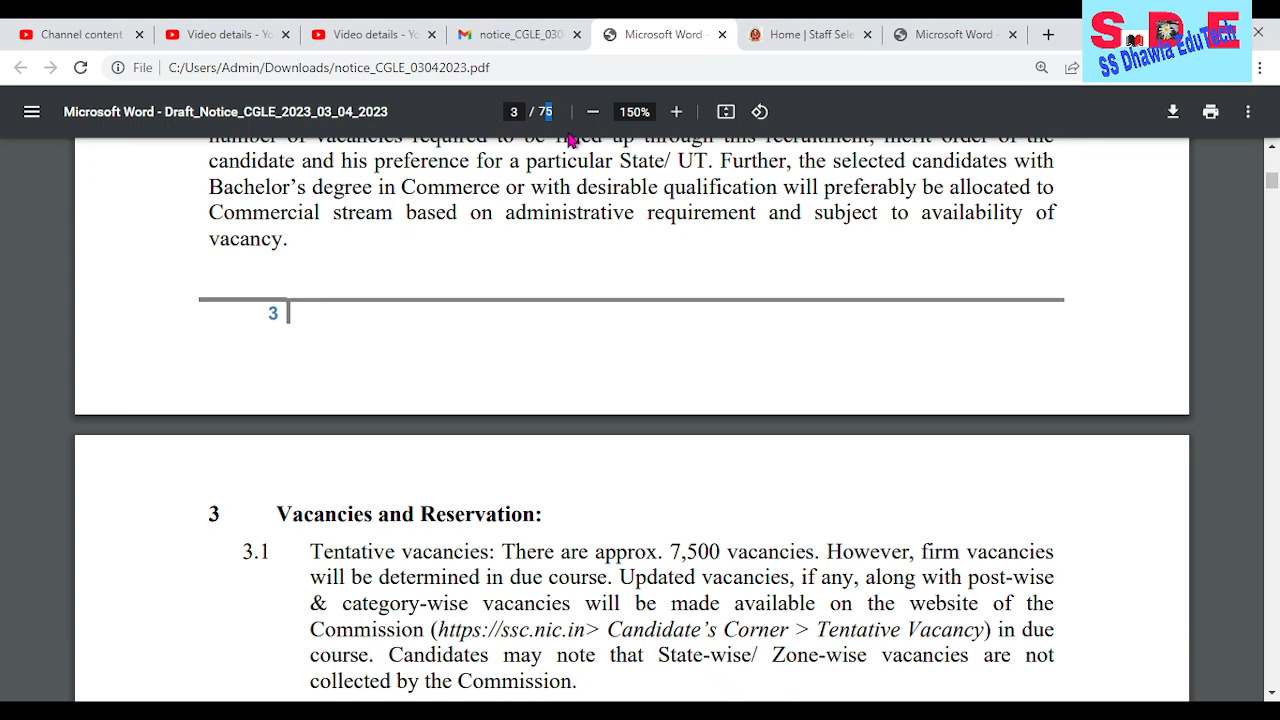 Channel content
Video details - Yo
Video details - Yo
notice_CGLE_030
Microsoft Word -
Home | Staff Sele
Microsoft Word -
S.D.E
SS Dhawla EduTech
File
C:/Users/Admin/Downloads/notice_CGLE_03042023.pdf
Microsoft Word - Draft_Notice_CGLE_2023_03_04_2023
3 / 75
150%
number of vacancies required to be filled up through this recruitment, merit order of the
candidate and his preference for a particular State/ UT. Further, the selected candidates with
Bachelor's degree in Commerce or with desirable qualification will preferably be allocated to
Commercial stream based on administrative requirement and subject to availability of
vacancy.
3
3 Vacancies and Reservation:
3.1 Tentative vacancies: There are approx. 7,500 vacancies. However, firm vacancies
will be determined in due course. Updated vacancies, if any, along with post-wise
& category-wise vacancies will be made available on the website of the
Commission (https://ssc.nic.in> Candidate's Corner > Tentative Vacancy) in due
course. Candidates may note that State-wise/ Zone-wise vacancies are not
collected by the Commission.